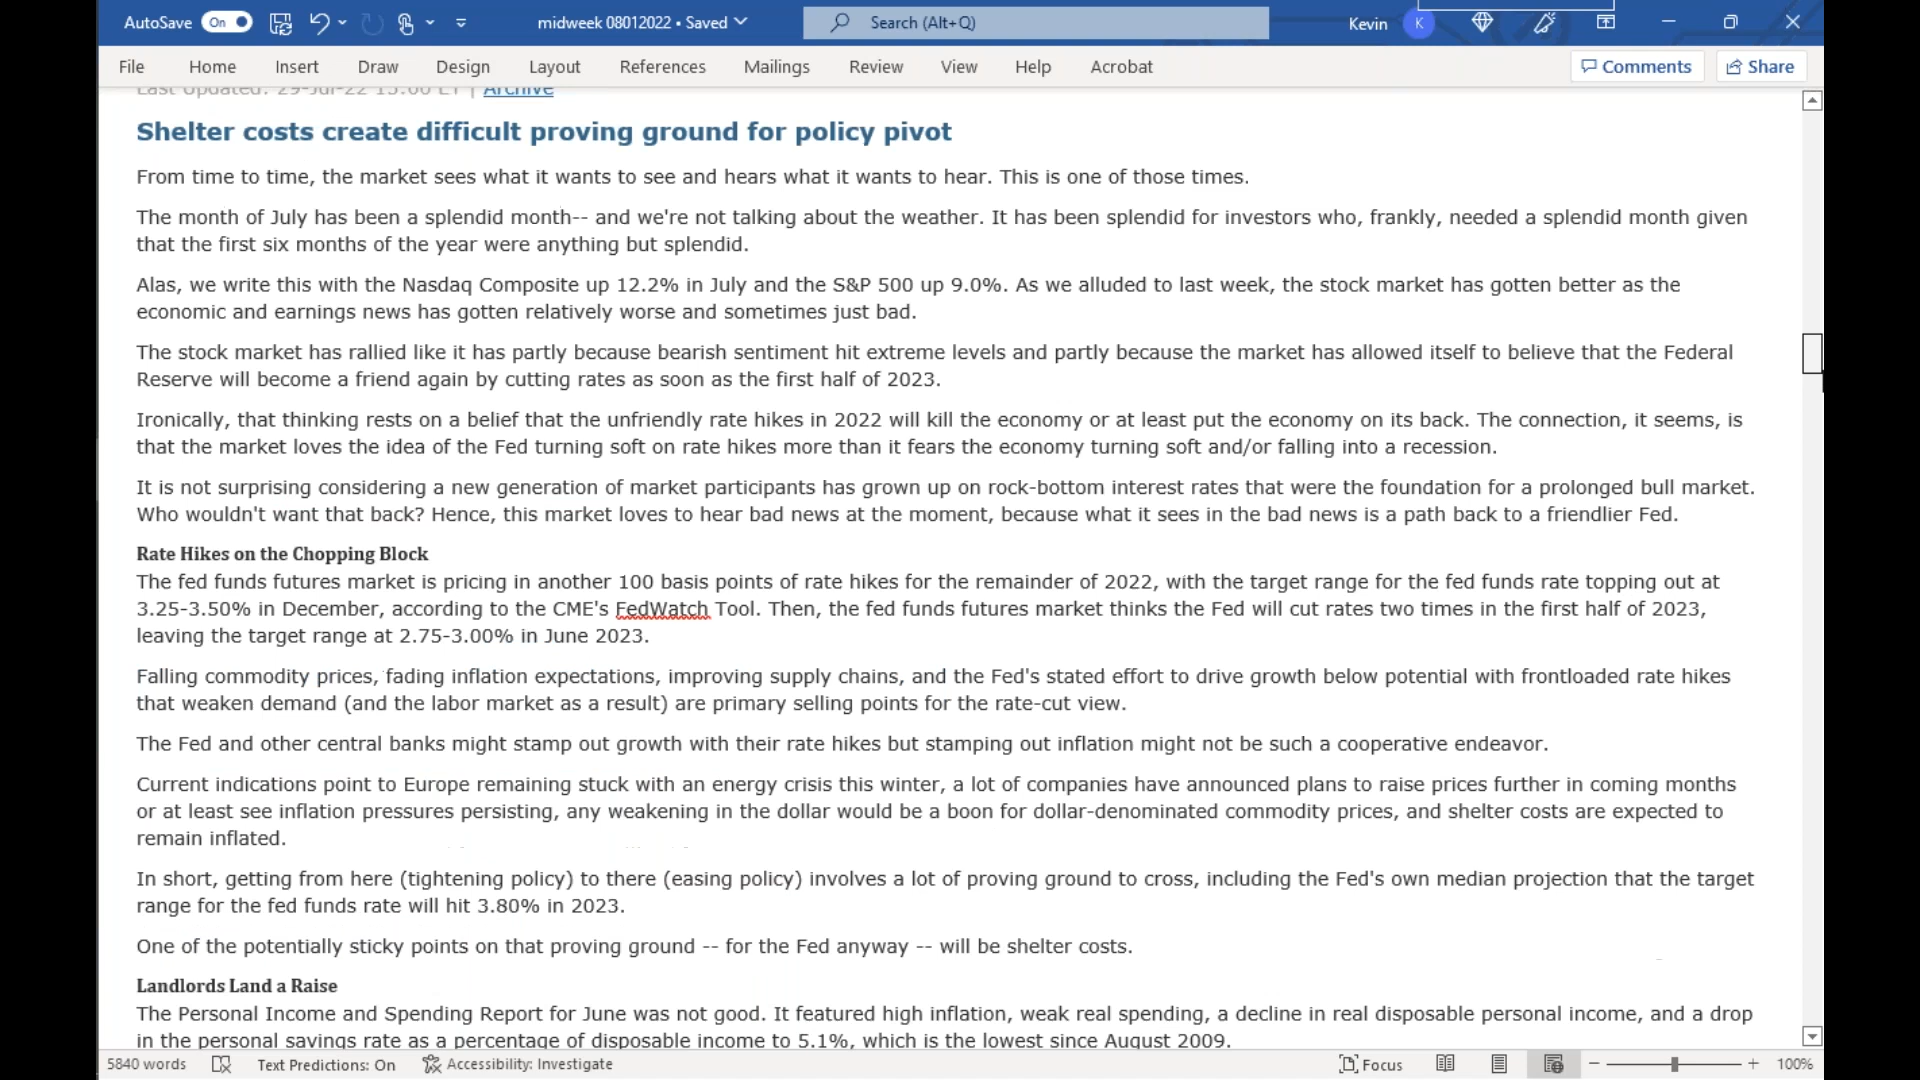 AutoSave On midweek 08012022 • Saved Search (Alt+Q) Kevin K
File Home Insert Draw Design Layout References Mailings Review View Help Acrobat Comments Share
Last Updated: 29-Jul-22 15:00 ET | Archive
Shelter costs create difficult proving ground for policy pivot
From time to time, the market sees what it wants to see and hears what it wants to hear. This is one of those times.
The month of July has been a splendid month-- and we're not talking about the weather. It has been splendid for investors who, frankly, needed a splendid month given
that the first six months of the year were anything but splendid.
Alas, we write this with the Nasdaq Composite up 12.2% in July and the S&P 500 up 9.0%. As we alluded to last week, the stock market has gotten better as the
economic and earnings news has gotten relatively worse and sometimes just bad.
The stock market has rallied like it has partly because bearish sentiment hit extreme levels and partly because the market has allowed itself to believe that the Federal
Reserve will become a friend again by cutting rates as soon as the first half of 2023.
Ironically, that thinking rests on a belief that the unfriendly rate hikes in 2022 will kill the economy or at least put the economy on its back. The connection, it seems, is
that the market loves the idea of the Fed turning soft on rate hikes more than it fears the economy turning soft and/or falling into a recession.
It is not surprising considering a new generation of market participants has grown up on rock-bottom interest rates that were the foundation for a prolonged bull market.
Who wouldn't want that back? Hence, this market loves to hear bad news at the moment, because what it sees in the bad news is a path back to a friendlier Fed.
Rate Hikes on the Chopping Block
The fed funds futures market is pricing in another 100 basis points of rate hikes for the remainder of 2022, with the target range for the fed funds rate topping out at
3.25-3.50% in December, according to the CME's FedWatch Tool. Then, the fed funds futures market thinks the Fed will cut rates two times in the first half of 2023,
leaving the target range at 2.75-3.00% in June 2023.
Falling commodity prices, fading inflation expectations, improving supply chains, and the Fed's stated effort to drive growth below potential with frontloaded rate hikes
that weaken demand (and the labor market as a result) are primary selling points for the rate-cut view.
The Fed and other central banks might stamp out growth with their rate hikes but stamping out inflation might not be such a cooperative endeavor.
Current indications point to Europe remaining stuck with an energy crisis this winter, a lot of companies have announced plans to raise prices further in coming months
or at least see inflation pressures persisting, any weakening in the dollar would be a boon for dollar-denominated commodity prices, and shelter costs are expected to
remain inflated.
In short, getting from here (tightening policy) to there (easing policy) involves a lot of proving ground to cross, including the Fed's own median projection that the target
range for the fed funds rate will hit 3.80% in 2023.
One of the potentially sticky points on that proving ground -- for the Fed anyway -- will be shelter costs.
Landlords Land a Raise
The Personal Income and Spending Report for June was not good. It featured high inflation, weak real spending, a decline in real disposable personal income, and a drop
in the personal savings rate as a percentage of disposable income to 5.1%, which is the lowest since August 2009.
5840 words Text Predictions: On Accessibility: Investigate Focus 100%